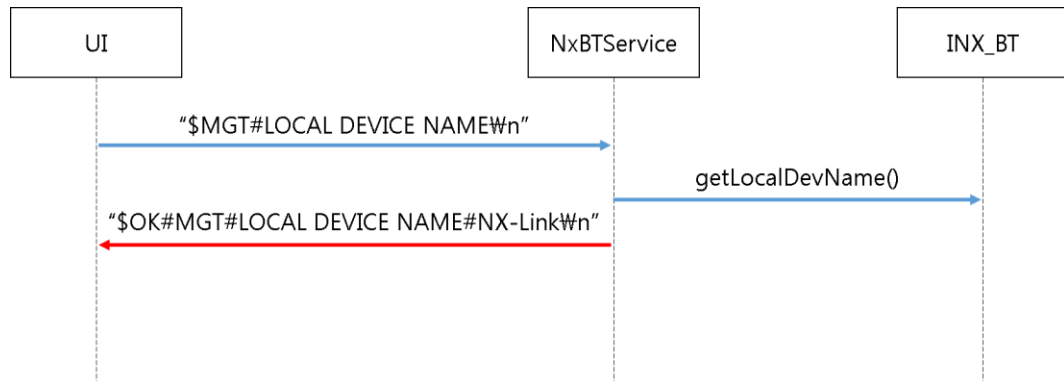 UI
NxBTService
INX_BT
“$MGT#LOCAL DEVICE NAME₩n”
getLocalDevName()
“$OK#MGT#LOCAL DEVICE NAME#NX-Link₩n”